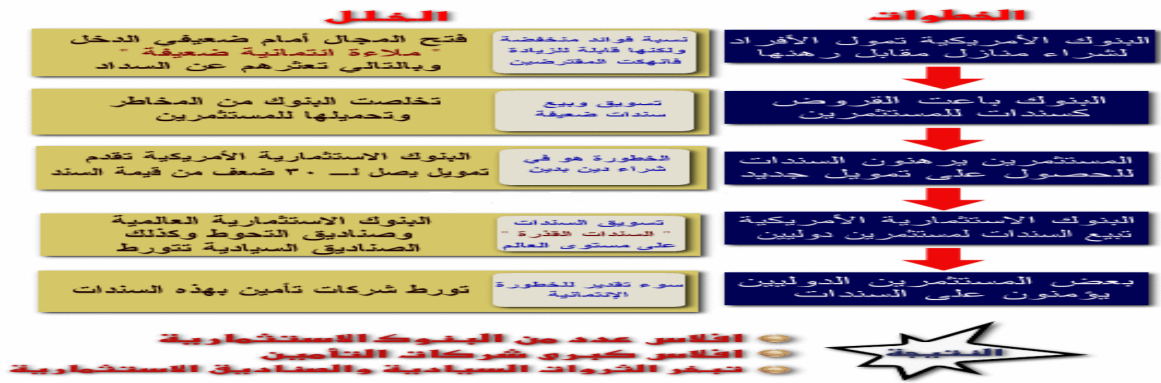 الخطوات
الخلل
البنوك الأمريكية تمول الأفراد
لشراء منازل مقابل رهنها
نسبة فوائد منخفضة
ولكنها قابلة للزيادة
فانهكت المقترضين
فتح المجال أمام ضعيفي الدخل
" ملاءة انتمانية ضعيفة "
وبالتالي تعثرهم عن السداد
البنوك باعت القروض
كسندات للمستثمرين
تسويق وبيع
سندات ضعيفة
تخلصت البنوك من المخاطر
وتحميلها للمستثمرين
المستثمرين يرهنون السندات
للحصول على تمويل جديد
الخطورة هو في
شراء دين بدين
البنوك الاستثمارية الأمريكية تقدم
تمويل يصل لـ ٣٠ ضعف من قيمة السند
البنوك الاستثمارية الأمريكية
تبيع السندات لمستثمرين دوليين
تسويق السندات
" السندات القذرة "
على مستوى العالم
البنوك الاستثمارية العالمية
وصناديق التحوط وكذلك
الصناديق السيادية تتورط
بعض المستثمرين الدوليين
يؤمنون على السندات
سوء تقدير للخطورة
الإئتمانية
تورط شركات تأمين بهذه السندات
النتيجة
افلاس عدد من البنوك الاستثمارية
افلاس كبرى شركات التأمين
تبخر الثروات السيادية والصناديق الاستثمارية